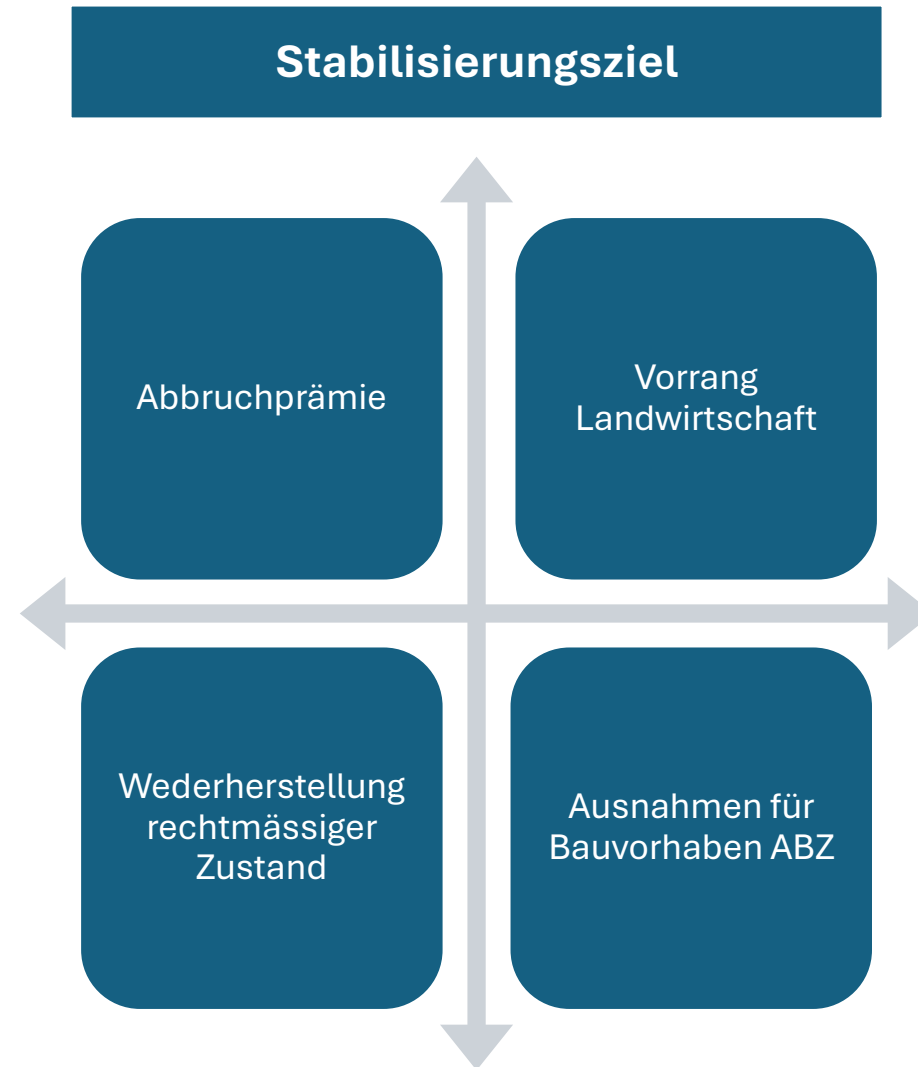 Stabilisierungsziel
Abbruchprämie
Vorrang
Landwirtschaft
Wederherstellung
rechtmässiger
Zustand
Ausnahmen für
Bauvorhaben ABZ